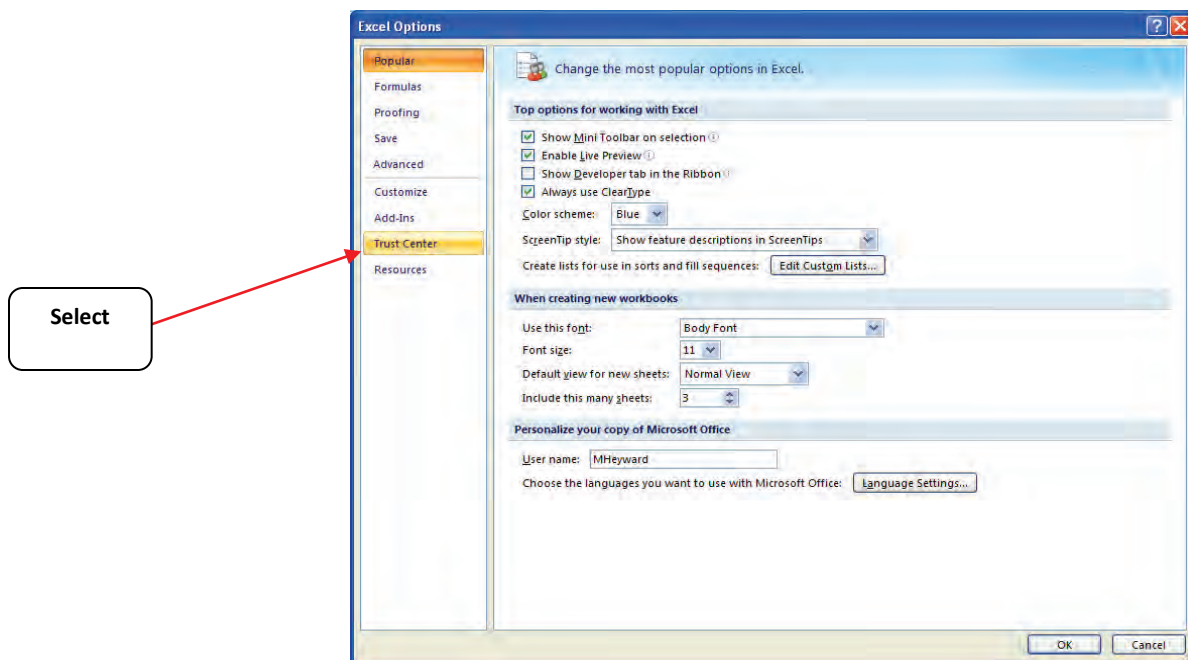 Excel Options
Popular
Formulas
Proofing
Save
Advanced
Customize
Add-Ins
Trust Center
Resources
Select
Change the most popular options in Excel.
Top options for working with Excel
Show Mini Toolbar on selection
Enable Live Preview
Show Developer tab in the Ribbon
Always use ClearType
Color scheme: Blue
ScreenTip style: Show feature descriptions in ScreenTips
Create lists for use in sorts and fill sequences: Edit Custom Lists...
When creating new workbooks
Use this font: Body Font
Font size: 11
Default view for new sheets: Normal View
Include this many sheets: 3
Personalize your copy of Microsoft Office
User name: MHeyward
Choose the languages you want to use with Microsoft Office: Language Settings...
OK Cancel